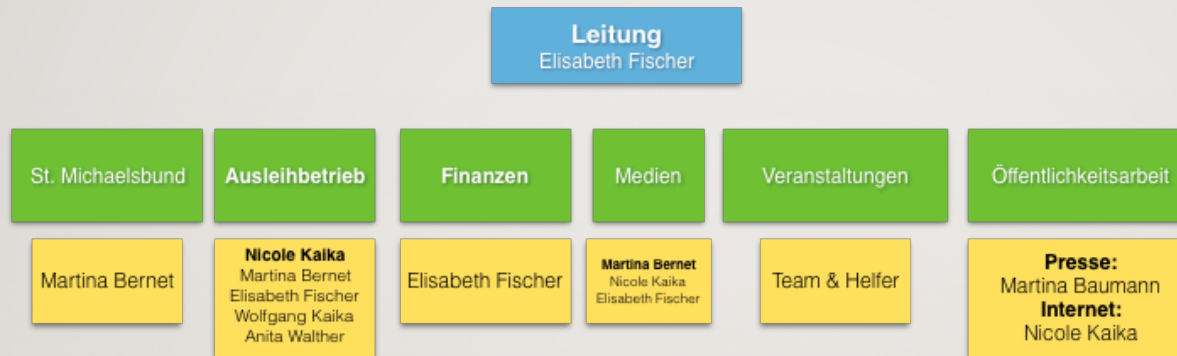 Leitung
Elisabeth Fischer
St. Michaelsbund
Ausleihbetrieb
Finanzen
Medien
Veranstaltungen
Öffentlichkeitsarbeit
Martina Bernet
Nicole Kaika
Martina Bernet
Elisabeth Fischer
Wolfgang Kaika
Anita Walther
Elisabeth Fischer
Martina Bernet
Nicole Kaika
Elisabeth Fischer
Team & Helfer
Presse:
Martina Baumann
Internet:
Nicole Kaika